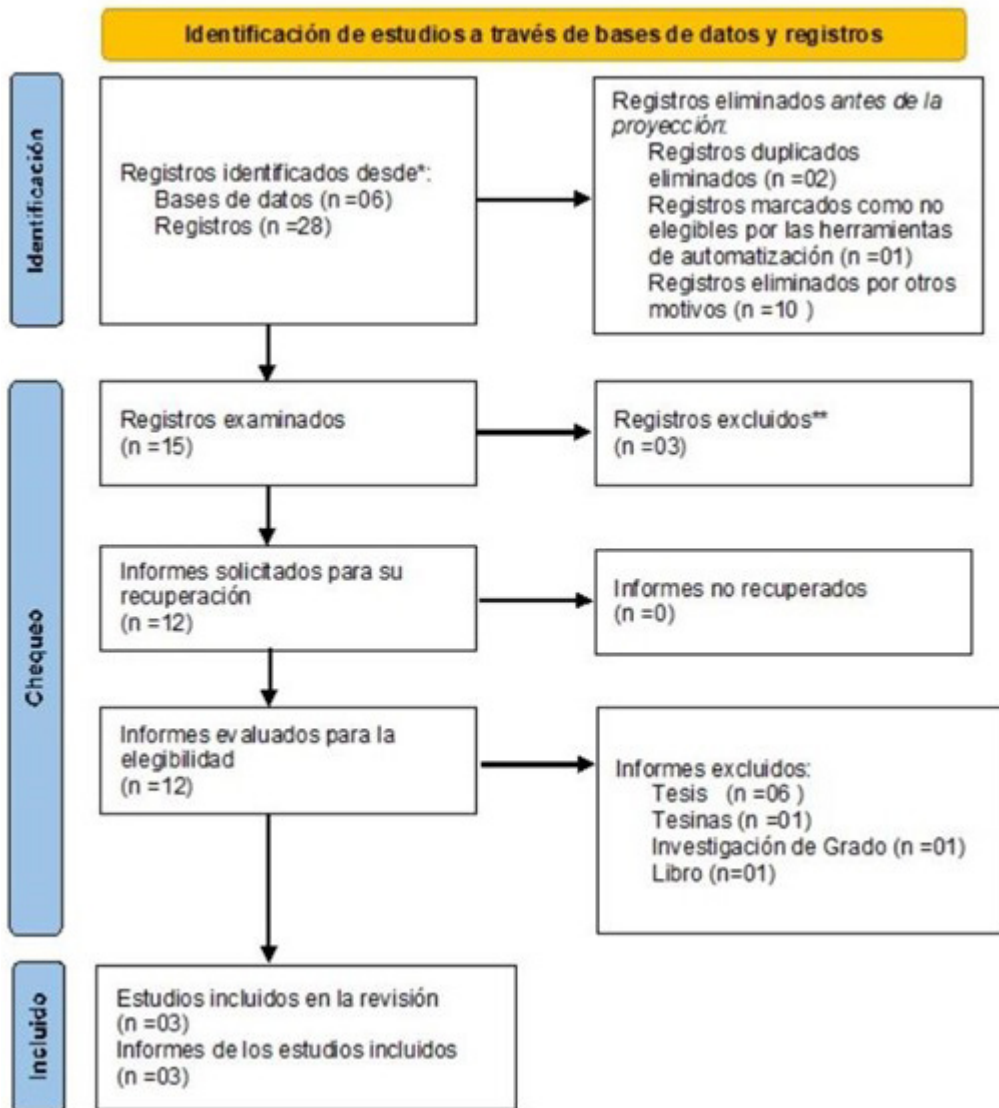 Identificación de estudios a través de bases de datos y registros
Identificación
Registros identificados desde*:
Bases de datos (n =06)
Registros (n =28)
Registros eliminados antes de la
proyección:
Registros duplicados
eliminados (n =02)
Registros marcados como no
elegibles por las herramientas
de automatización (n =01)
Registros eliminados por otros
motivos (n =10 )
Chequeo
Registros examinados
(n =15)
Registros excluidos**
(n =03)
Informes solicitados para su
recuperación
(n =12)
Informes no recuperados
(n =0)
Informes evaluados para la
elegibilidad
(n =12)
Informes excluidos:
Tesis (n =06 )
Tesinas (n =01)
Investigación de Grado (n =01)
Libro (n=01)
Incluido
Estudios incluidos en la revisión
(n =03)
Informes de los estudios incluidos
(n =03)